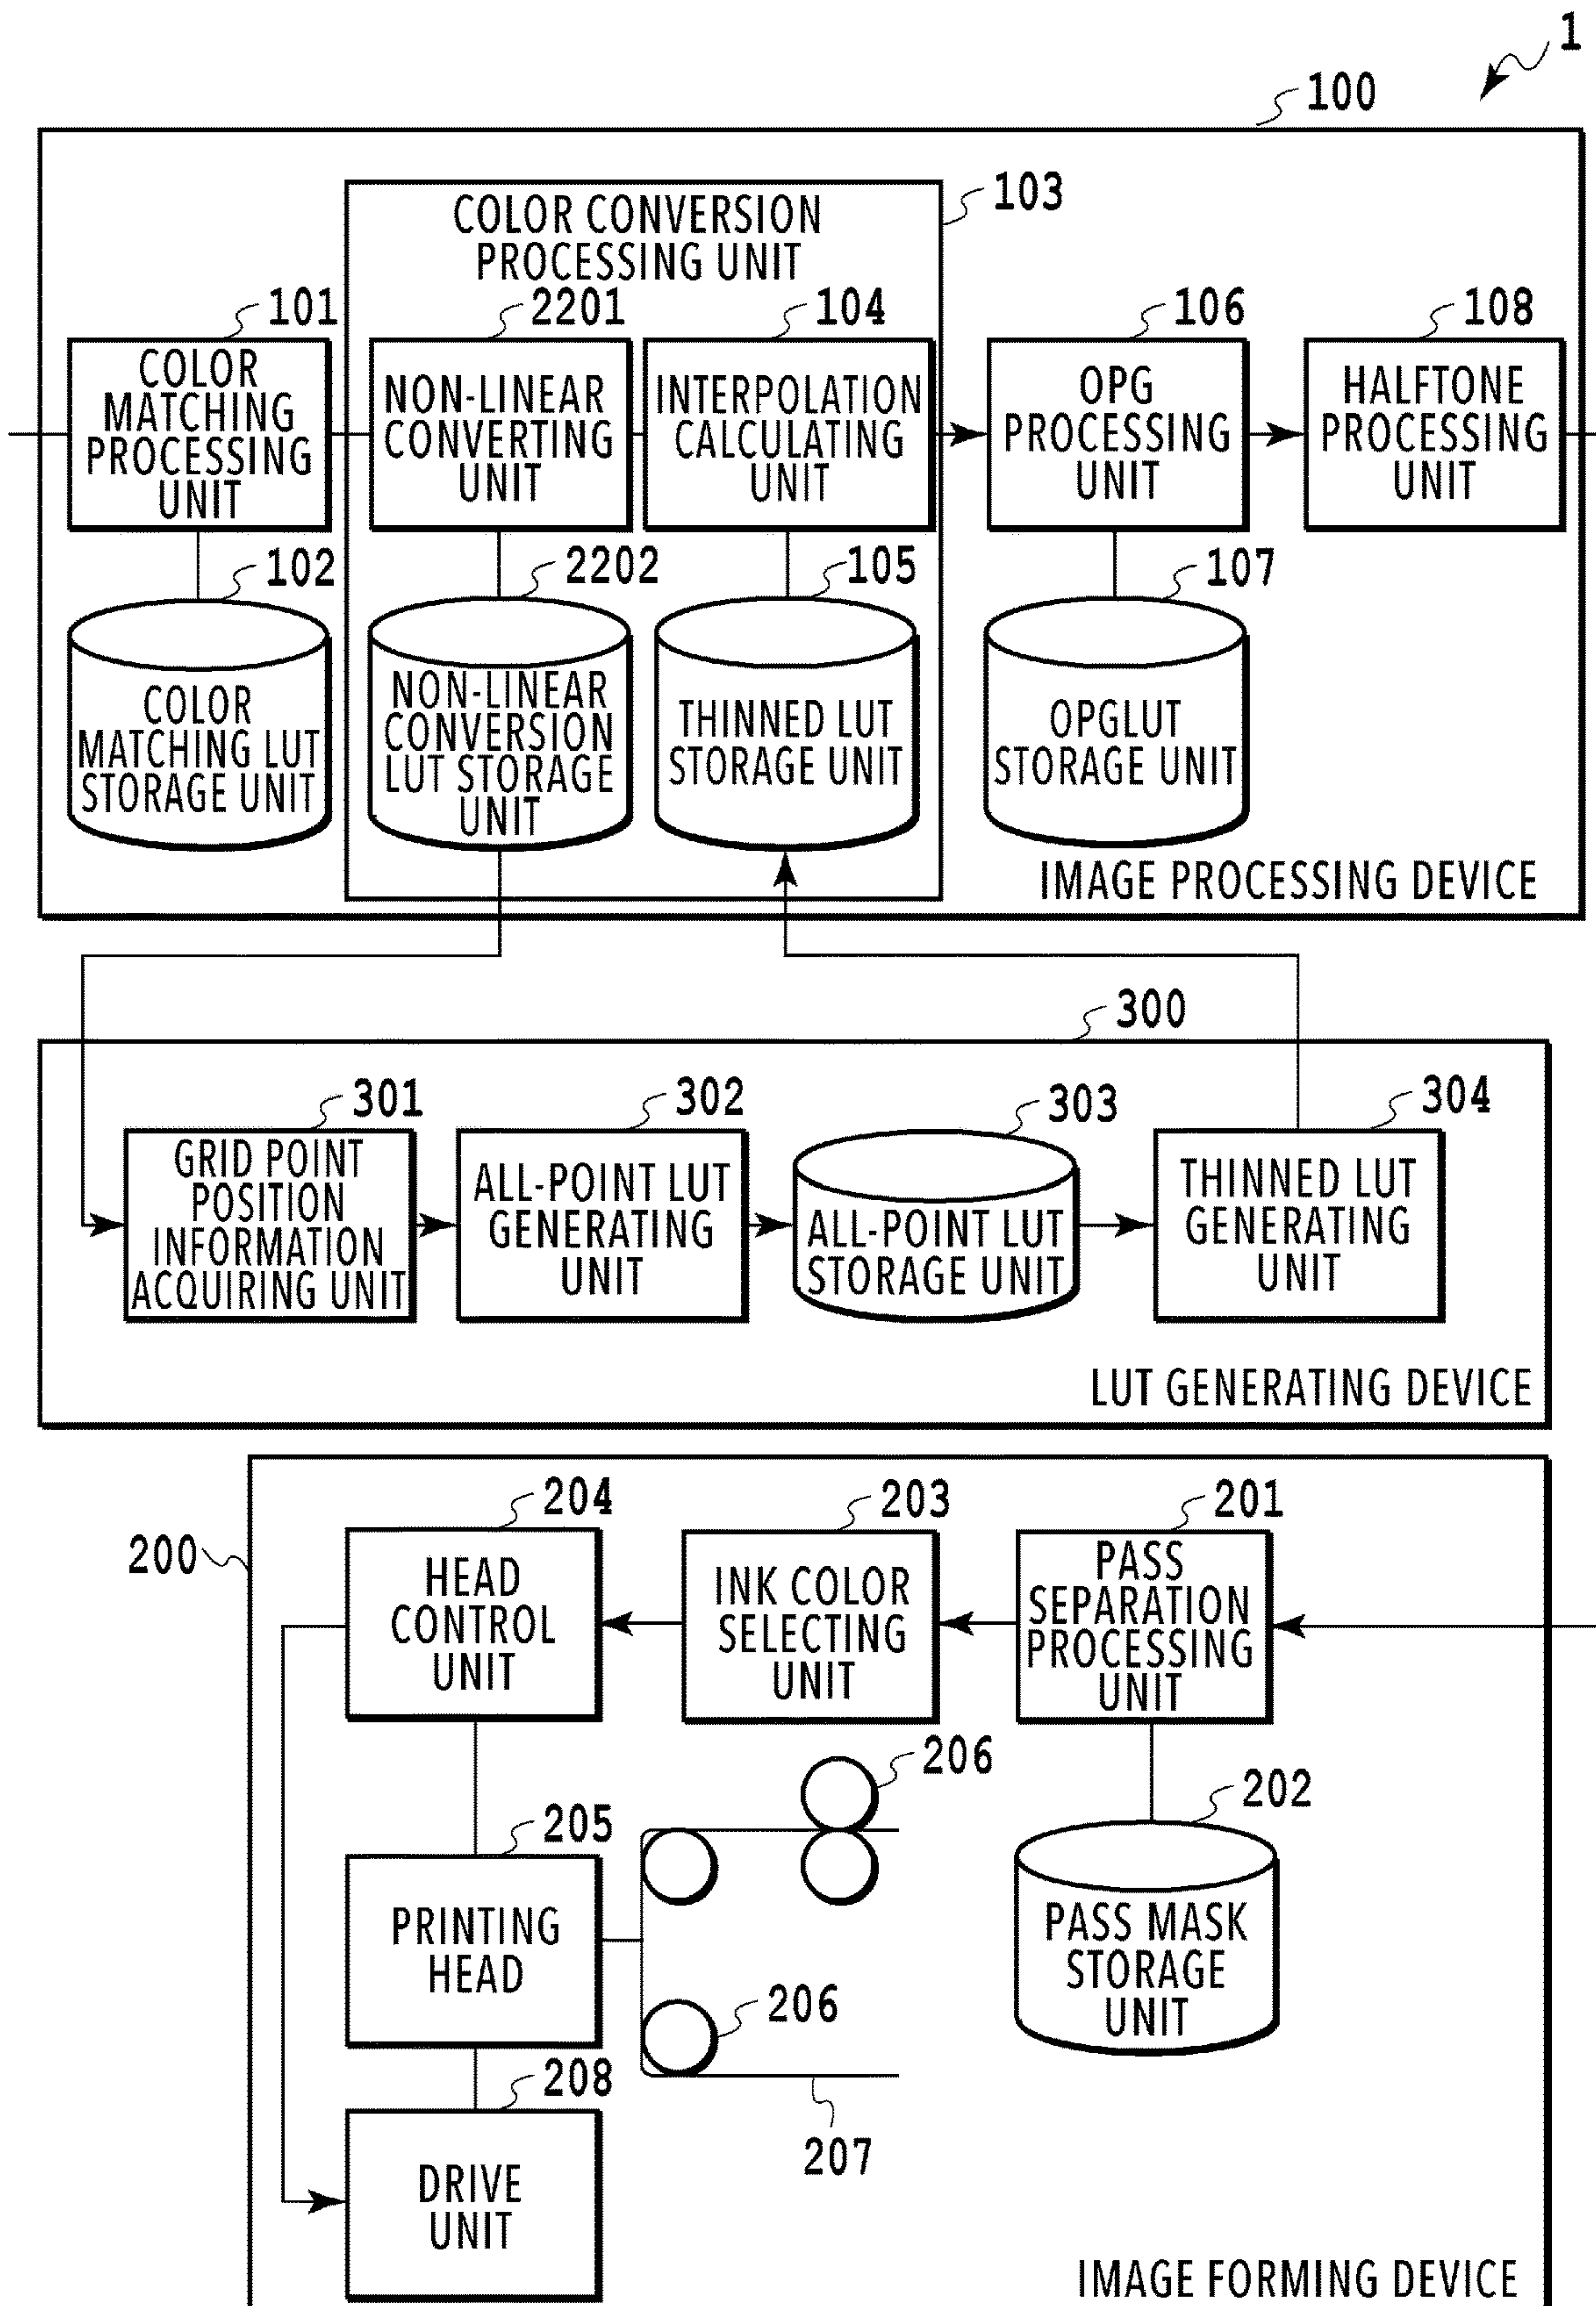 1
100
103
COLOR CONVERSION
PROCESSING UNIT
101
COLOR
MATCHING
PROCESSING
UNIT
2201
NON-LINEAR
CONVERTING
UNIT
104
INTERPOLATION
CALCULATING
UNIT
106
OPG
PROCESSING
UNIT
108
HALFTONE
PROCESSING
UNIT
102
COLOR
MATCHING LUT
STORAGE UNIT
2202
NON-LINEAR
CONVERSION
LUT STORAGE
UNIT
105
THINNED LUT
STORAGE UNIT
107
OPGLUT
STORAGE UNIT
IMAGE PROCESSING DEVICE
300
301
GRID POINT
POSITION
INFORMATION
ACQUIRING UNIT
302
ALL-POINT LUT
GENERATING
UNIT
303
ALL-POINT LUT
STORAGE UNIT
304
THINNED LUT
GENERATING
UNIT
LUT GENERATING DEVICE
200
204
HEAD
CONTROL
UNIT
203
INK COLOR
SELECTING
UNIT
201
PASS
SEPARATION
PROCESSING
UNIT
206
202
PASS MASK
STORAGE
UNIT
205
PRINTING
HEAD
206
207
208
DRIVE
UNIT
IMAGE FORMING DEVICE